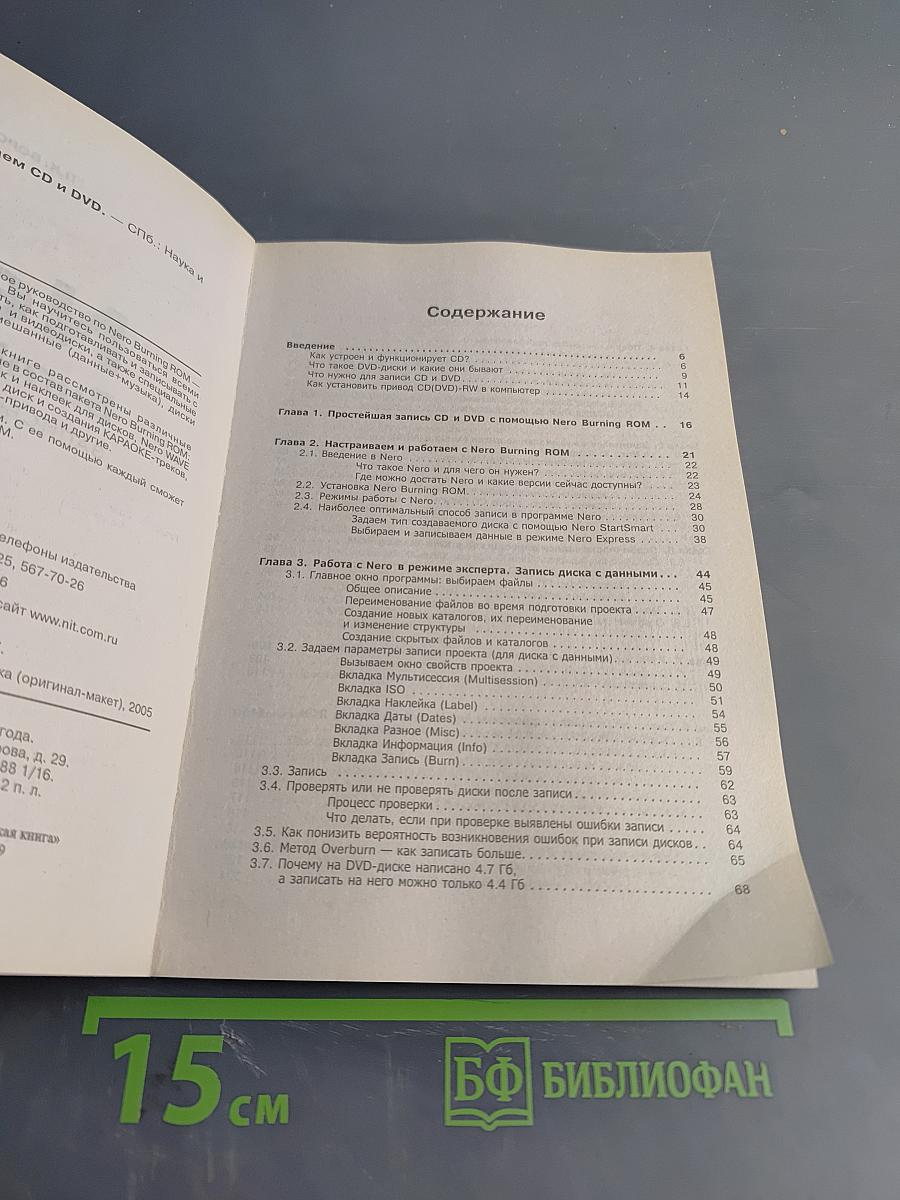 ем CD и DVD. — СПб.: Наука и
ое руководство по Nero Burning ROM —
Вы научитесь пользоваться всеми
ть, как подготавливать и записывать с
и видеодиски, а также специальные
мешанные (данные+музыка), диски
книге рассмотрены различные
е в состав пакета Nero Burning ROM:
к и наклеек для дисков, Nero WAVE
диск и создания КАРАОКЕ-треков,
-привода и другие.
м. С ее помощью каждый сможет
М.
елефоны издательства
25, 567-70-26
6
сайт www.nit.com.ru
ка (оригинал-макет), 2005
года.
рова, д. 29.
88 1/16.
2 п. л.
кая книга»
9
Содержание
Введение . . . 6
Как устроен и функционирует CD? . . . 6
Что такое DVD-диски и какие они бывают . . . 9
Что нужно для записи CD и DVD . . . 11
Как установить привод CD(DVD)-RW в компьютер . . . 14
Глава 1. Простейшая запись CD и DVD с помощью Nero Burning ROM . . 16
Глава 2. Настраиваем и работаем с Nero Burning ROM . . . 21
2.1. Введение в Nero . . . 22
Что такое Nero и для чего он нужен? . . . 22
Где можно достать Nero и какие версии сейчас доступны? . . . 23
2.2. Установка Nero Burning ROM. . . . 24
2.3. Режимы работы с Nero. . . . 28
2.4. Наиболее оптимальный способ записи в программе Nero . . . 30
Задаем тип создаваемого диска с помощью Nero StartSmart . . . 30
Выбираем и записываем данные в режиме Nero Express . . . 38
Глава 3. Работа с Nero в режиме эксперта. Запись диска с данными . . . 44
3.1. Главное окно программы: выбираем файлы . . . 45
Общее описание . . . 45
Переименование файлов во время подготовки проекта . . . 47
Создание новых каталогов, их переименование
и изменение структуры . . . 48
Создание скрытых файлов и каталогов . . . 48
3.2. Задаем параметры записи проекта (для диска с данными) . . . 49
Вызываем окно свойств проекта . . . 49
Вкладка Мультисессия (Multisession) . . . 50
Вкладка ISO . . . 51
Вкладка Наклейка (Label) . . . 54
Вкладка Даты (Dates) . . . 55
Вкладка Разное (Misc) . . . 56
Вкладка Информация (Info) . . . 57
Вкладка Запись (Burn) . . . 59
3.3. Запись . . . 62
3.4. Проверять или не проверять диски после записи . . . 63
Процесс проверки . . . 63
Что делать, если при проверке выявлены ошибки записи . . . 64
3.5. Как понизить вероятность возникновения ошибок при записи дисков . . 64
3.6. Метод Overburn — как записать больше. . . . 65
3.7. Почему на DVD-диске написано 4.7 Гб,
а записать на него можно только 4.4 Гб . . . 68
15 см
БФ БИБЛИОФАН